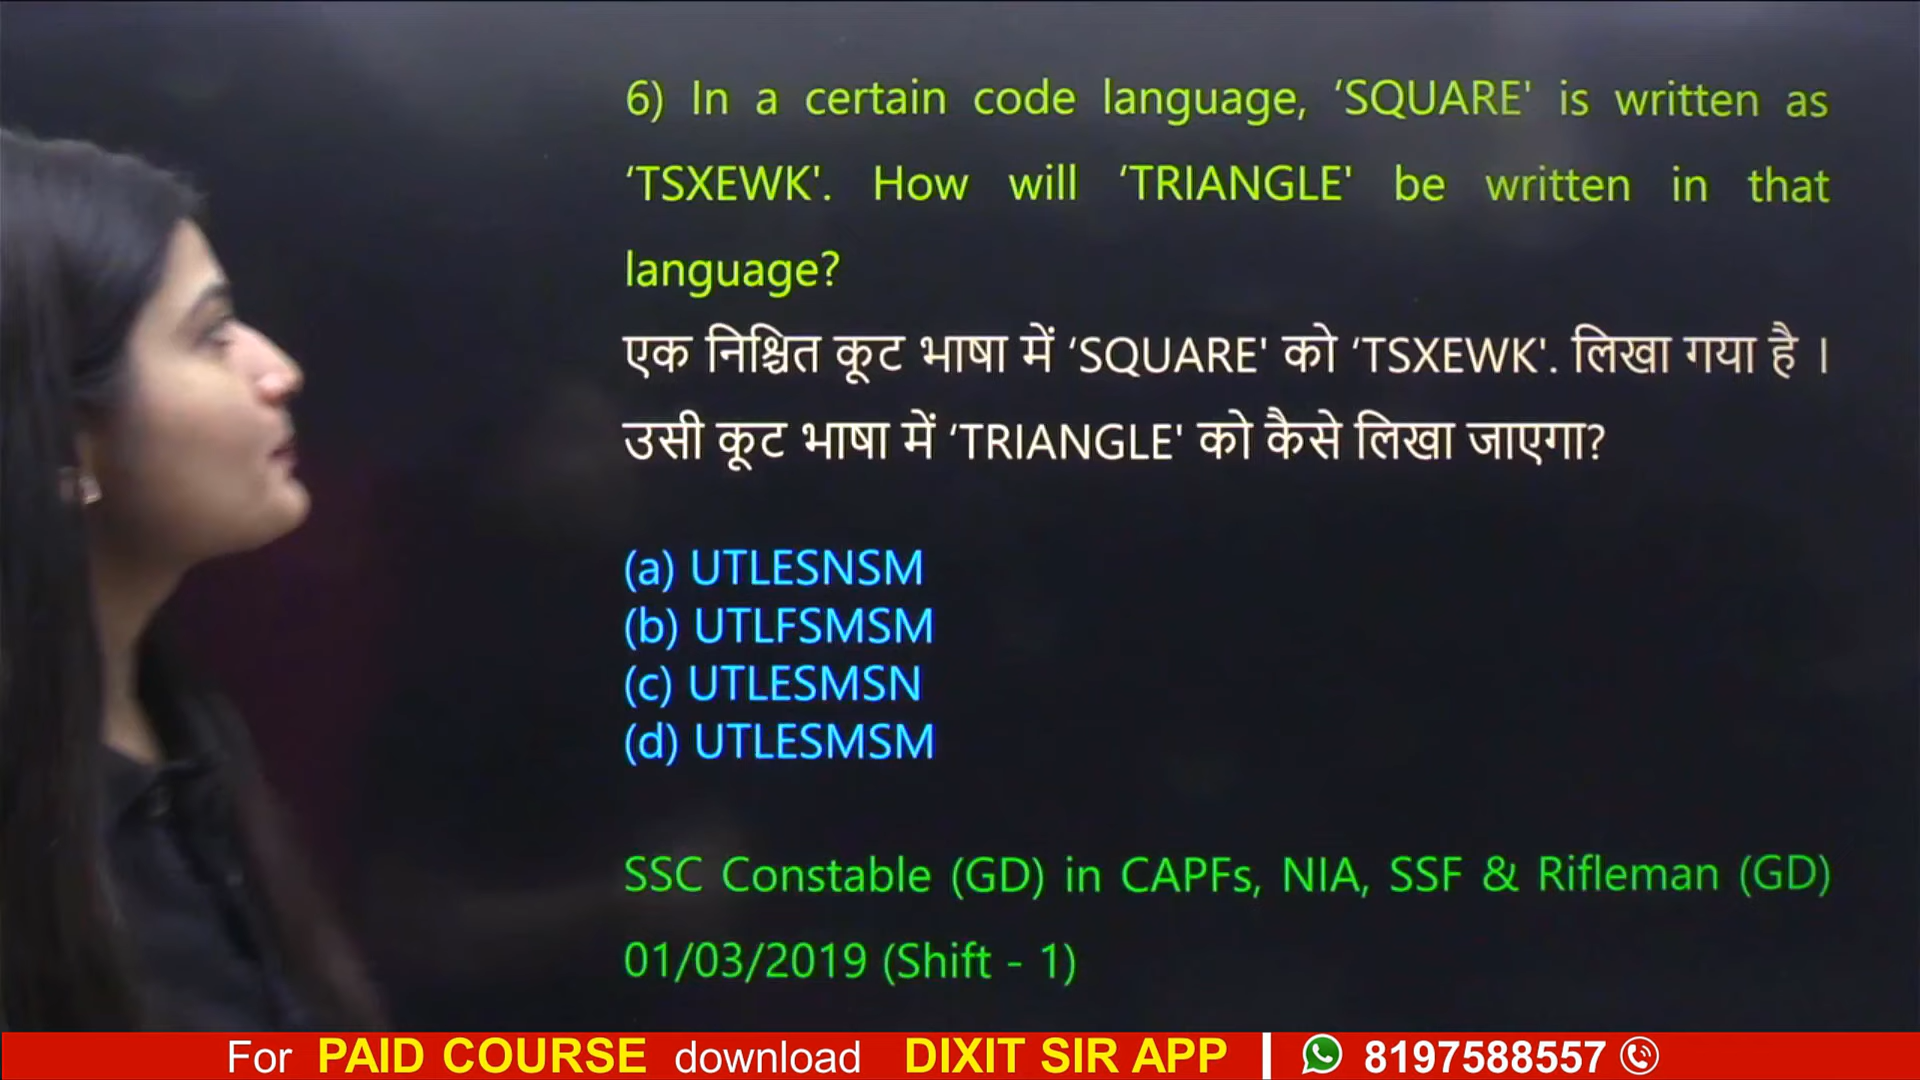 6) In a certain code language, ‘SQUARE' is written as
‘TSXEWK'. How will ‘TRIANGLE' be written in that
language?
एक निश्चित कूट भाषा में ‘SQUARE' को ‘TSXEWK'. लिखा गया है ।
उसी कूट भाषा में ‘TRIANGLE' को कैसे लिखा जाएगा?
(a) UTLESNSM
(b) UTLFSMSM
(c) UTLESMSN
(d) UTLESMSM
SSC Constable (GD) in CAPFs, NIA, SSF & Rifleman (GD)
01/03/2019 (Shift - 1)
For PAID COURSE download DIXIT SIR APP | 8197588557